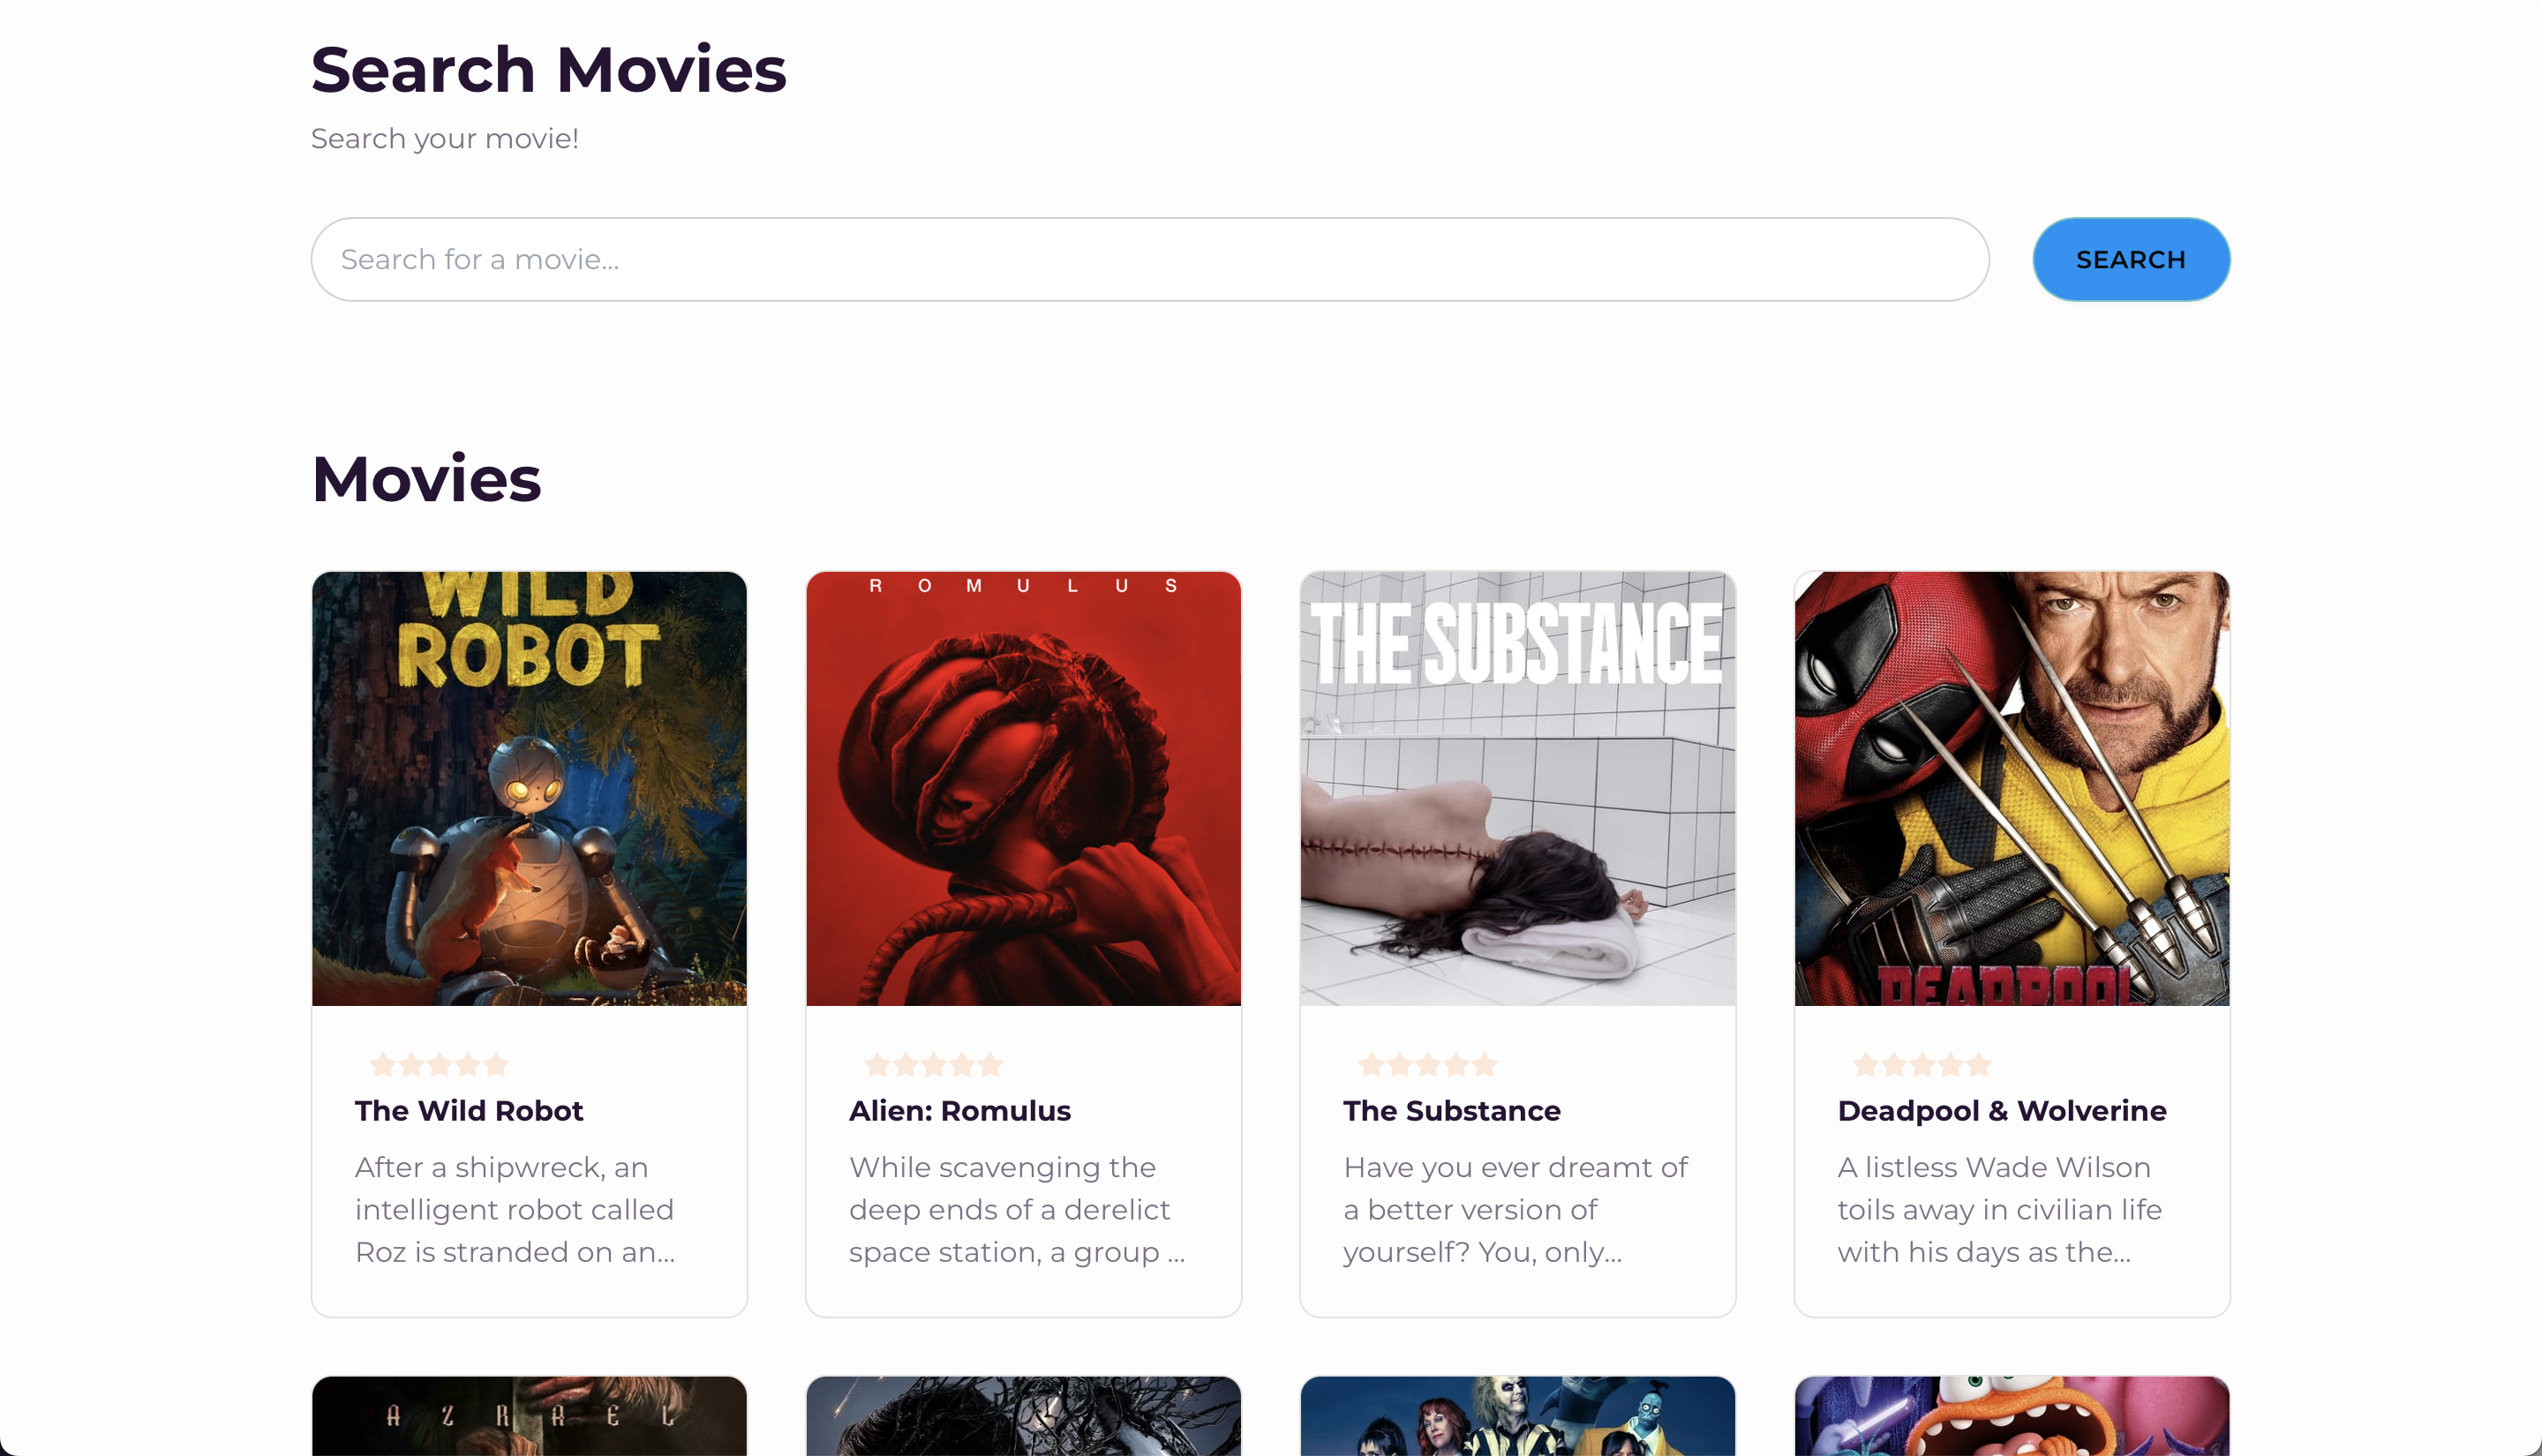 Search Movies
Search your movie!
Search for a movie...
SEARCH
Movies
WILD
ROBOT
ROMULUS
THE SUBSTANCE
DEADPOOL
The Wild Robot
After a shipwreck, an
intelligent robot called
Roz is stranded on an...
Alien: Romulus
While scavenging the
deep ends of a derelict
space station, a group ...
The Substance
Have you ever dreamt of
a better version of
yourself? You, only...
Deadpool & Wolverine
A listless Wade Wilson
toils away in civilian life
with his days as the...
AZRAEL